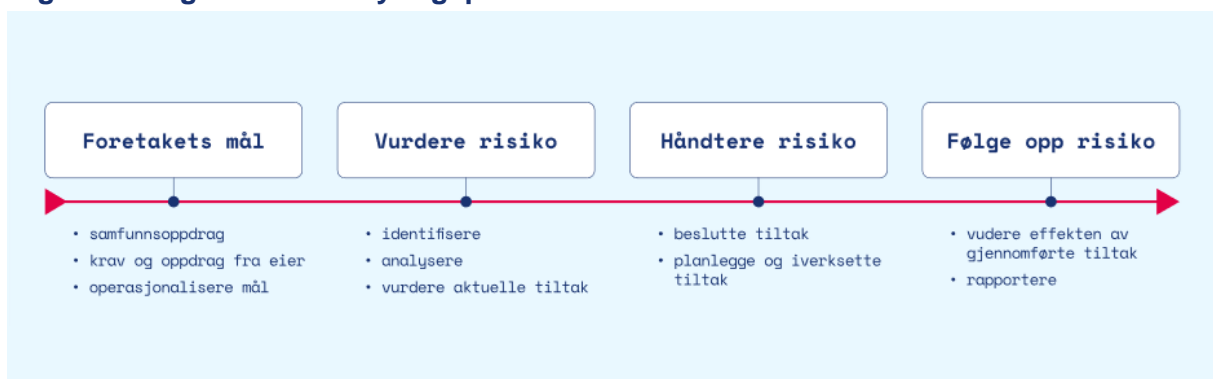 Foretakets mål
Vurdere risiko
Håndtere risiko
Følge opp risiko
• samfunnsoppdrag
• krav og oppdrag fra eier
• operasjonalisere mål
• identifisere
• analysere
• vurdere aktuelle tiltak
• beslutte tiltak
• planlegge og iverksette
tiltak
• vudere effekten av
gjennomførte tiltak
• rapportere